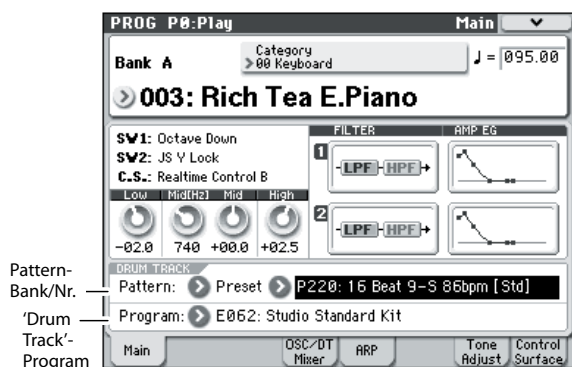 PROG P0:Play Main
Bank A
Category
00 Keyboard
♩ = 095.00
003: Rich Tea E.Piano
SW1: Octave Down
SW2: JS Y Lock
C.S.: Realtime Control B
Low Mid[Hz] Mid High
-02.0 740 +00.0 +02.5
FILTER
AMP EG
1
LPF HPF
2
LPF HPF
DRUM TRACK
Pattern: Preset P220: 16 Beat 9-S 86bpm [Std]
Program: E062: Studio Standard Kit
Main
OSC/DT Mixer
ARP
Tone Adjust
Control Surface
Pattern-
Bank/Nr.
'Drum
Track'-
Program